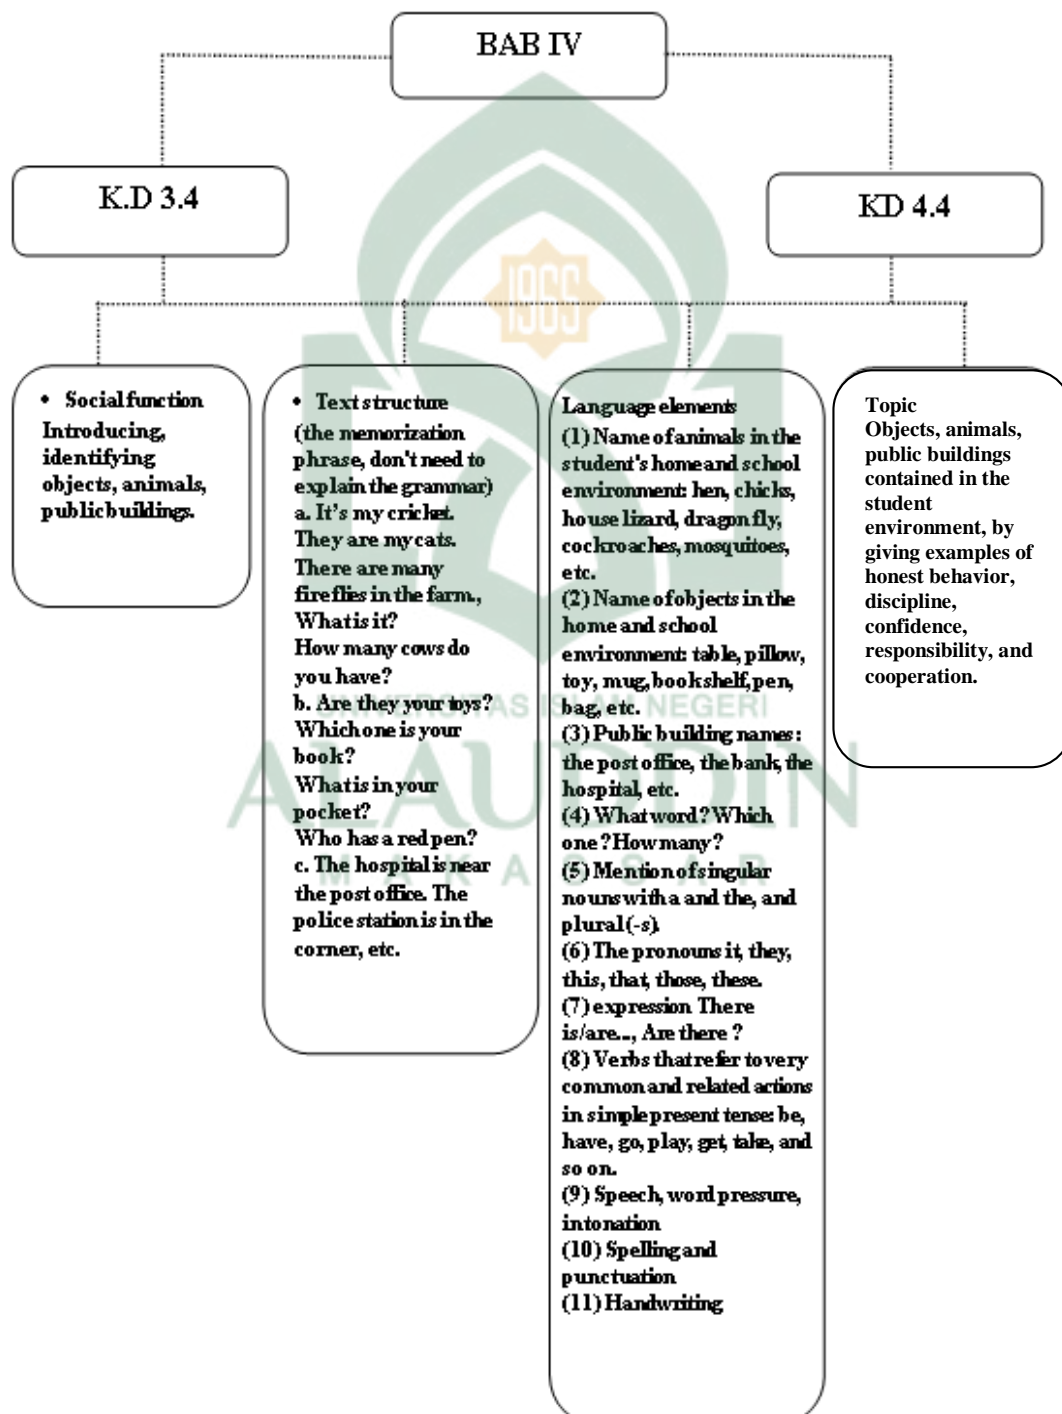 BAB IV
K.D 3.4
KD 4.4
• Social function
Introducing,
identifying
objects, animals,
public buildings.
• Text structure
(the memorization
phrase, don't need to
explain the grammar)
a. It's my cricket.
They are my cats.
There are many
fireflies in the farm.,
What is it?
How many cows do
you have?
b. Are they your toys?
Which one is your
book?
What is in your
pocket?
Who has a red pen?
c. The hospital is near
the post office. The
police station is in the
corner, etc.
Language elements
(1) Name of animals in the
student's home and school
environment: hen, chicks,
house lizard, dragon fly,
cockroaches, mosquitoes,
etc.
(2) Name of objects in the
home and school
environment: table, pillow,
toy, mug, book shelf, pen,
bag, etc.
(3) Public building names:
the post office, the bank, the
hospital, etc.
(4) What word? Which
one? How many?
(5) Mention of singular
nouns with a and the, and
plural (-s).
(6) The pronouns it, they,
this, that, those, these.
(7) expression There
is/are..., Are there ?
(8) Verbs that refer to very
common and related actions
in simple present tense: be,
have, go, play, get, take, and
so on.
(9) Speech, word pressure,
intonation
(10) Spelling and
punctuation
(11) Handwriting
Topic
Objects, animals,
public buildings
contained in the
student
environment, by
giving examples of
honest behavior,
discipline,
confidence,
responsibility, and
cooperation.
1965
UNIVERSITAS ISLAM NEGERI
ALAUDDIN
MAKASSAR